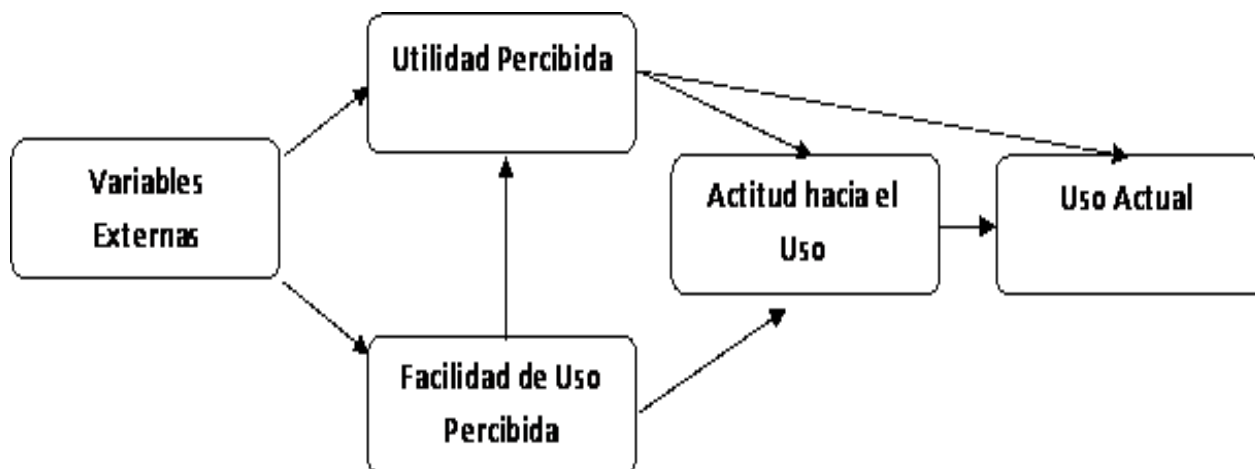 Utilidad Percibida
Variables
Externas
Actitud hacia el
Uso
Uso Actual
Facilidad de Uso
Percibida